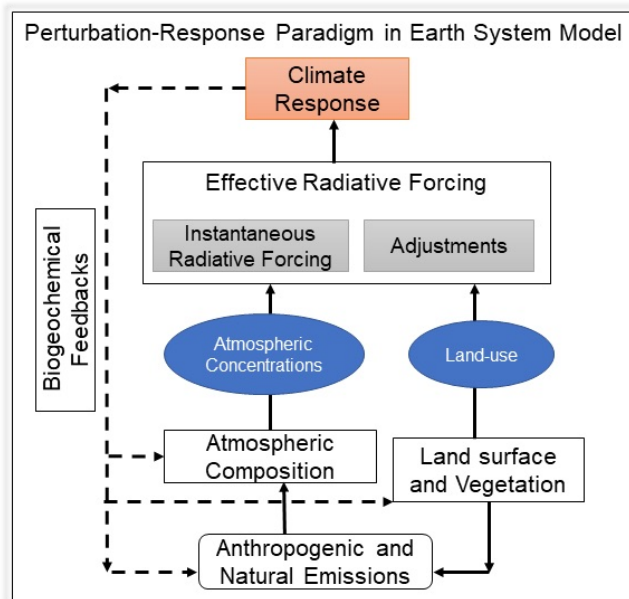 Perturbation-Response Paradigm in Earth System Model
Climate
Response
Effective Radiative Forcing
Instantaneous
Radiative Forcing
Adjustments
Biogeochemical
Feedbacks
Atmospheric
Concentrations
Land-use
Atmospheric
Composition
Land surface
and Vegetation
Anthropogenic and
Natural Emissions